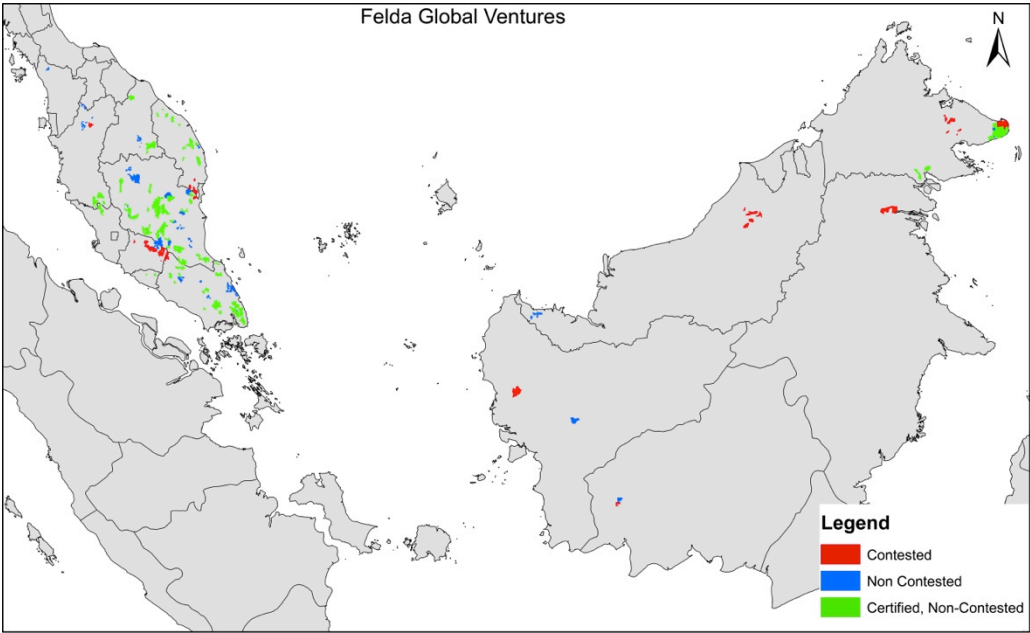 Felda Global Ventures
N
Legend
Contested
Non Contested
Certified, Non-Contested